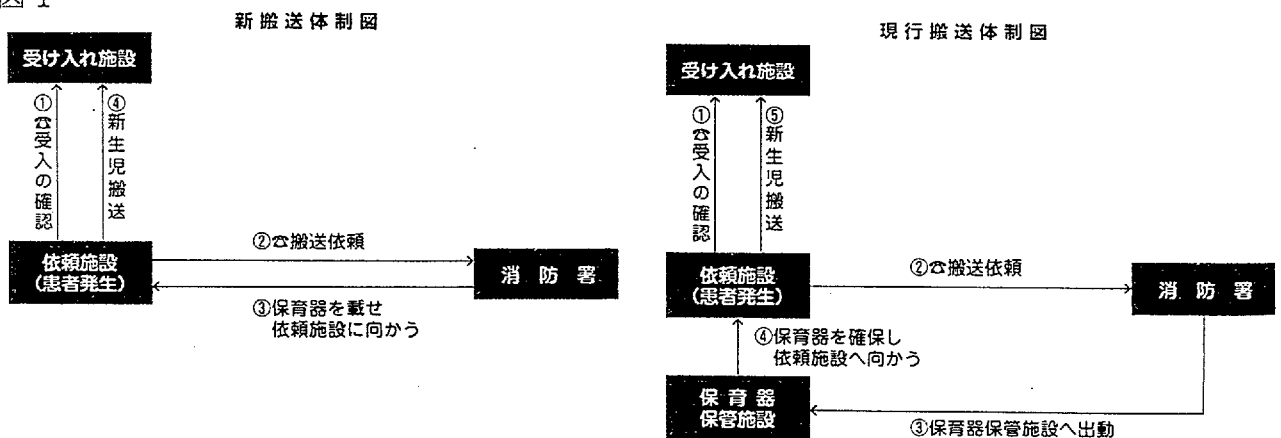 図 1
新搬送体制図
受け入れ施設
①☎受入の確認
④新生児搬送
依頼施設
(患者発生)
②☎搬送依頼
消防署
③保育器を載せ
依頼施設に向かう
現行搬送体制図
受け入れ施設
①☎受入の確認
⑤新生児搬送
依頼施設
(患者発生)
②☎搬送依頼
消防署
④保育器を確保し
依頼施設へ向かう
保育器
保管施設
③保育器保管施設へ出動